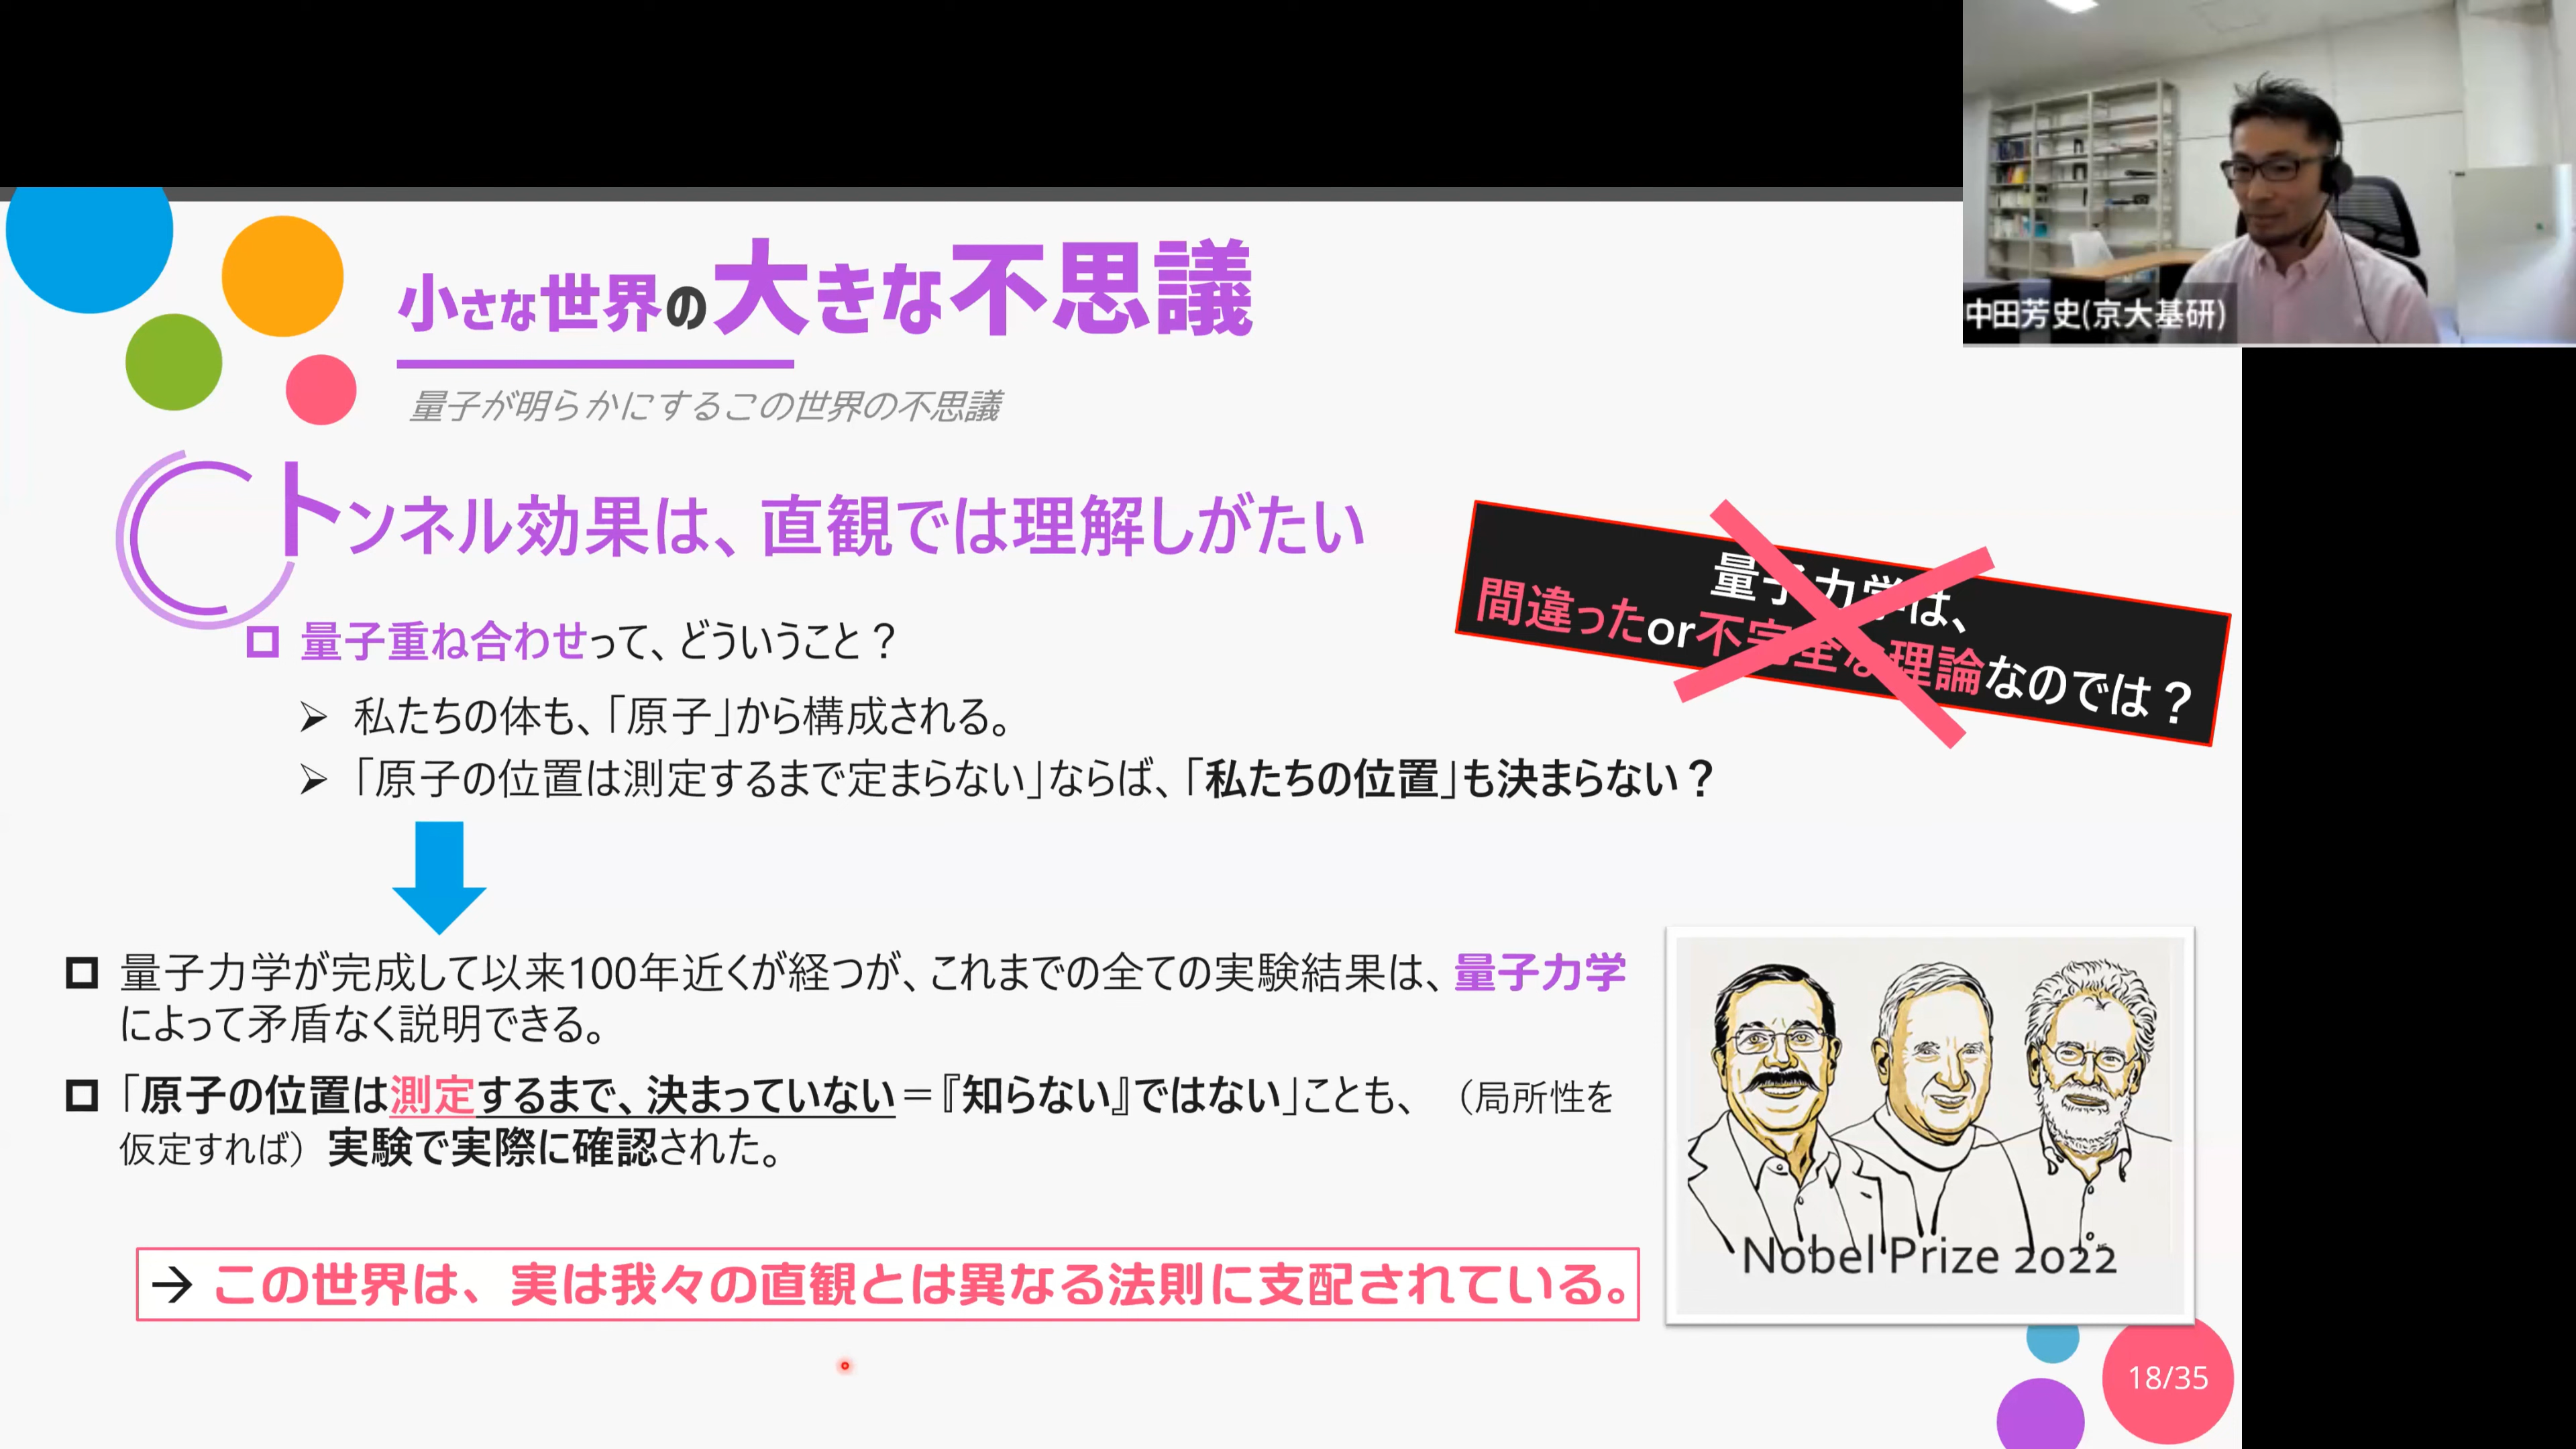 中田芳史(京大基研)
小さな世界の大きな不思議
量子が明らかにするこの世界の不思議
トンネル効果は、直観では理解しがたい
量子力学は、
間違ったor不完全な理論なのでは？
量子重ね合わせって、どういうこと？
私たちの体も、「原子」から構成される。
「原子の位置は測定するまで定まらない」ならば、「私たちの位置」も決まらない？
量子力学が完成して以来100年近くが経つが、これまでの全ての実験結果は、量子力学
によって矛盾なく説明できる。
「原子の位置は測定するまで、決まっていない＝『知らない』ではない」ことも、（局所性を
仮定すれば）実験で実際に確認された。
→ この世界は、実は我々の直観とは異なる法則に支配されている。
Nobel Prize 2022
18/35